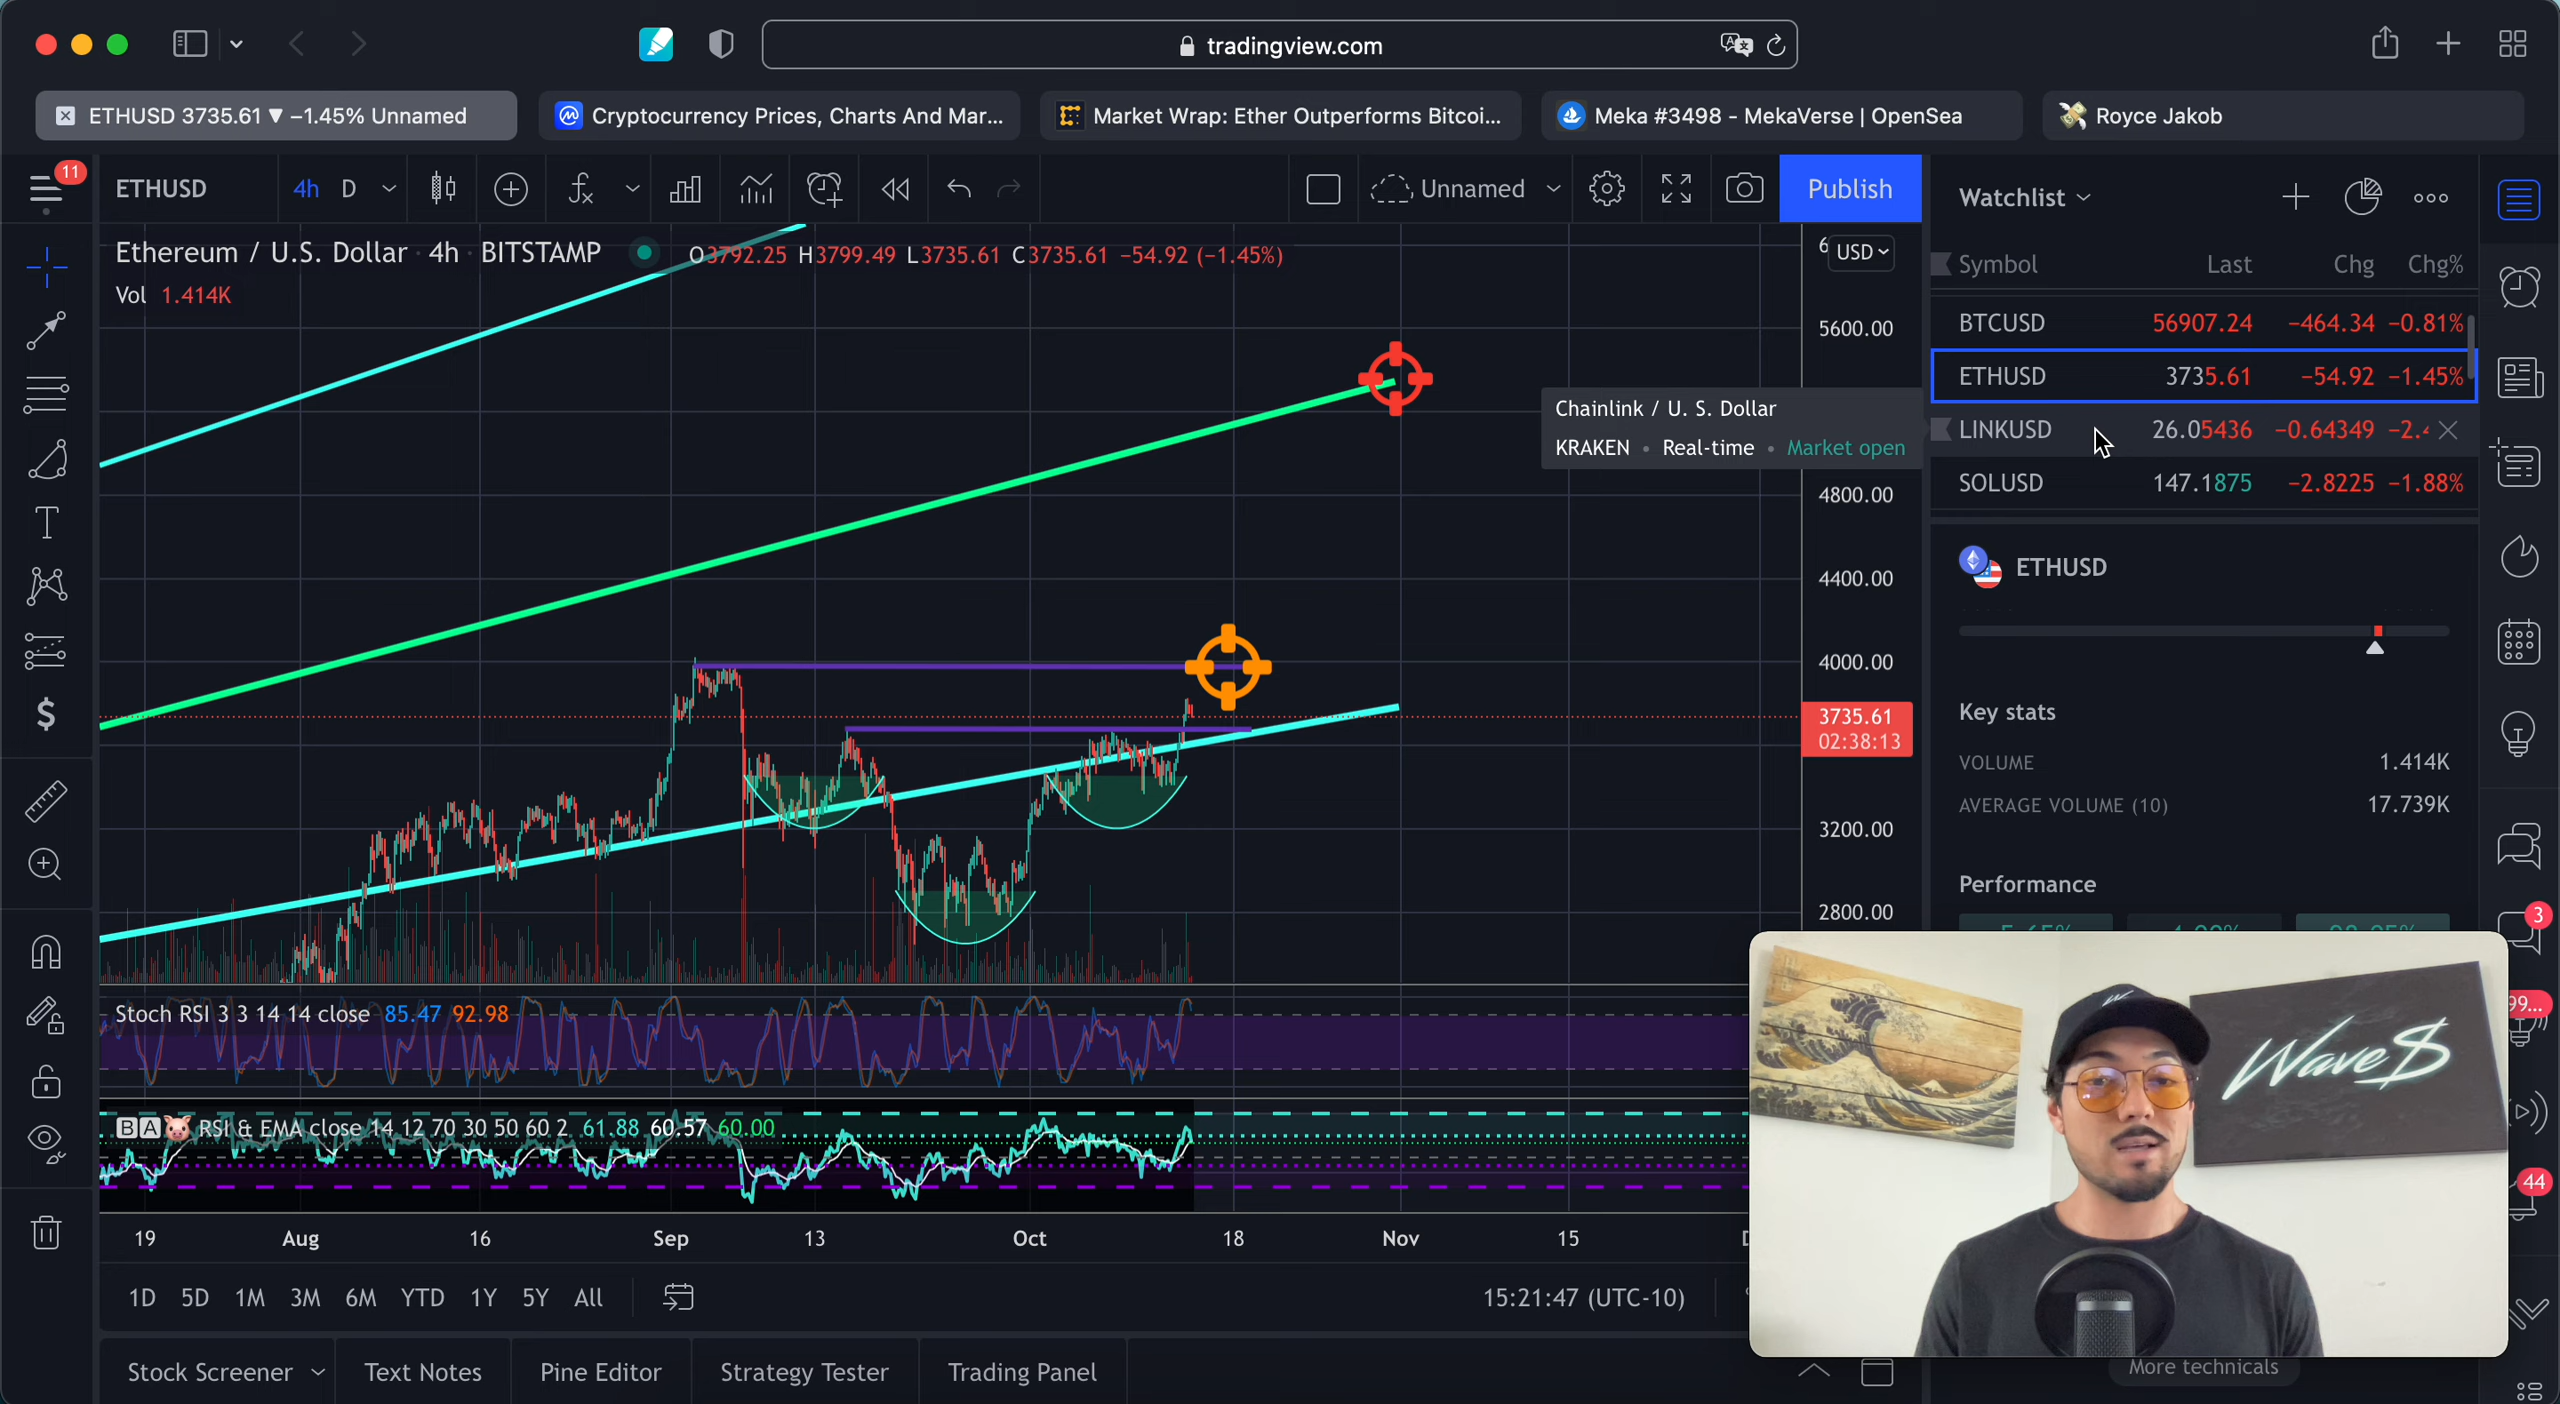 tradingview.com
ETHUSD 3735.61 ▼ −1.45% Unnamed
Cryptocurrency Prices, Charts And Mar...
Market Wrap: Ether Outperforms Bitcoi...
Meka #3498 - MekaVerse | OpenSea
Royce Jakob
11
ETHUSD
4h
D
Unnamed
Publish
Watchlist
Ethereum / U.S. Dollar · 4h · BITSTAMP
O3792.25 H3799.49 L3735.61 C3735.61 −54.92 (−1.45%)
USD
Vol 1.414K
Symbol Last Chg Chg%
BTCUSD 56907.24 −464.34 −0.81%
ETHUSD 3735.61 −54.92 −1.45%
LINKUSD 26.05436 −0.64349
SOLUSD 147.1875 −2.8225 −1.88%
Chainlink / U. S. Dollar
KRAKEN • Real-time • Market open
5600.00
4800.00
4400.00
4000.00
3735.61
02:38:13
3200.00
2800.00
ETHUSD
Key stats
VOLUME 1.414K
AVERAGE VOLUME (10) 17.739K
Performance
3
99...
44
Stoch RSI 3 3 14 14 close 85.47 92.98
B A RSI & EMA close 14 12 70 30 50 60 2 61.88 60.57 60.00
Wave$
19 Aug 16 Sep 13 Oct 18 Nov 15
1D 5D 1M 3M 6M YTD 1Y 5Y All
15:21:47 (UTC-10)
Stock Screener
Text Notes
Pine Editor
Strategy Tester
Trading Panel
More technicals